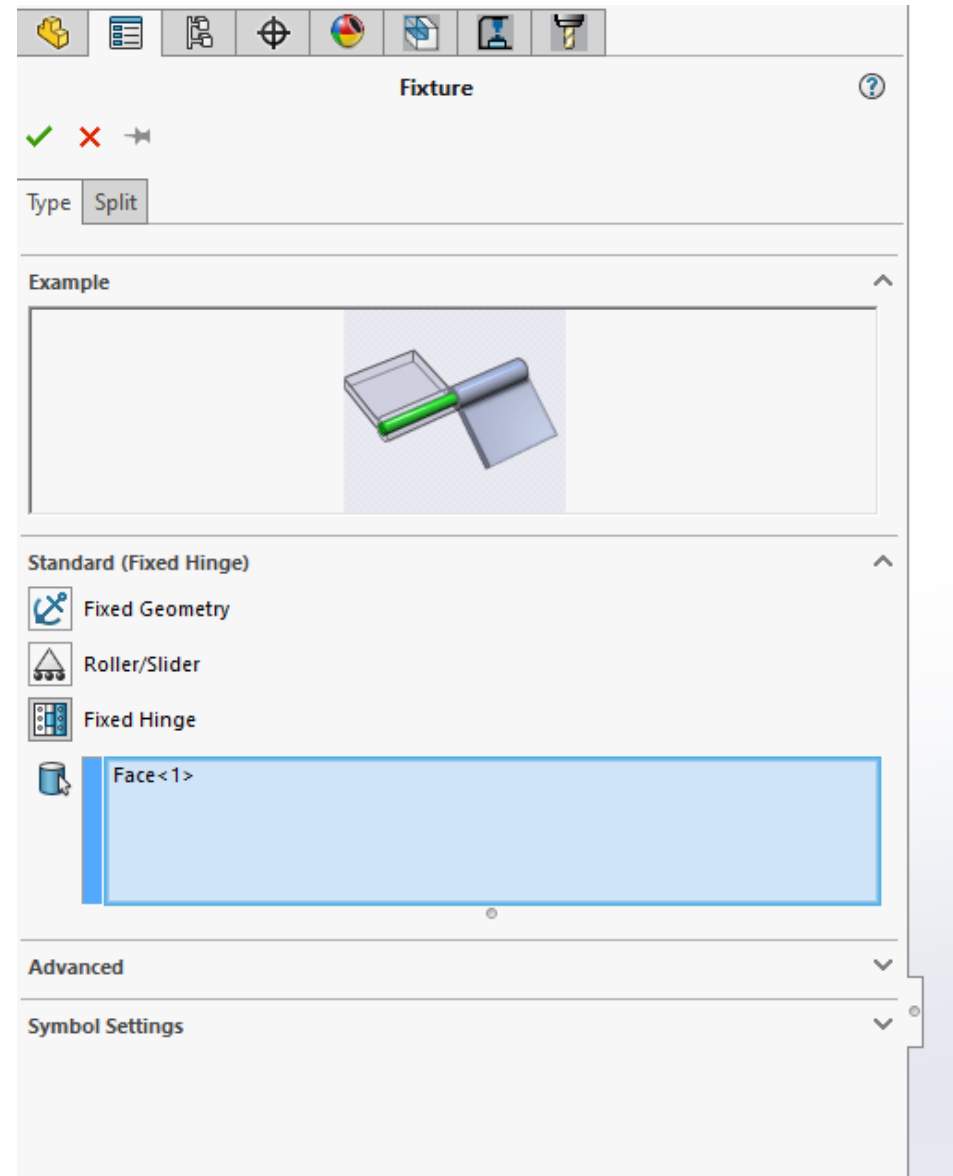 Fixture
Type Split
Example
Standard (Fixed Hinge)
Fixed Geometry
Roller/Slider
Fixed Hinge
Face<1>
Advanced
Symbol Settings